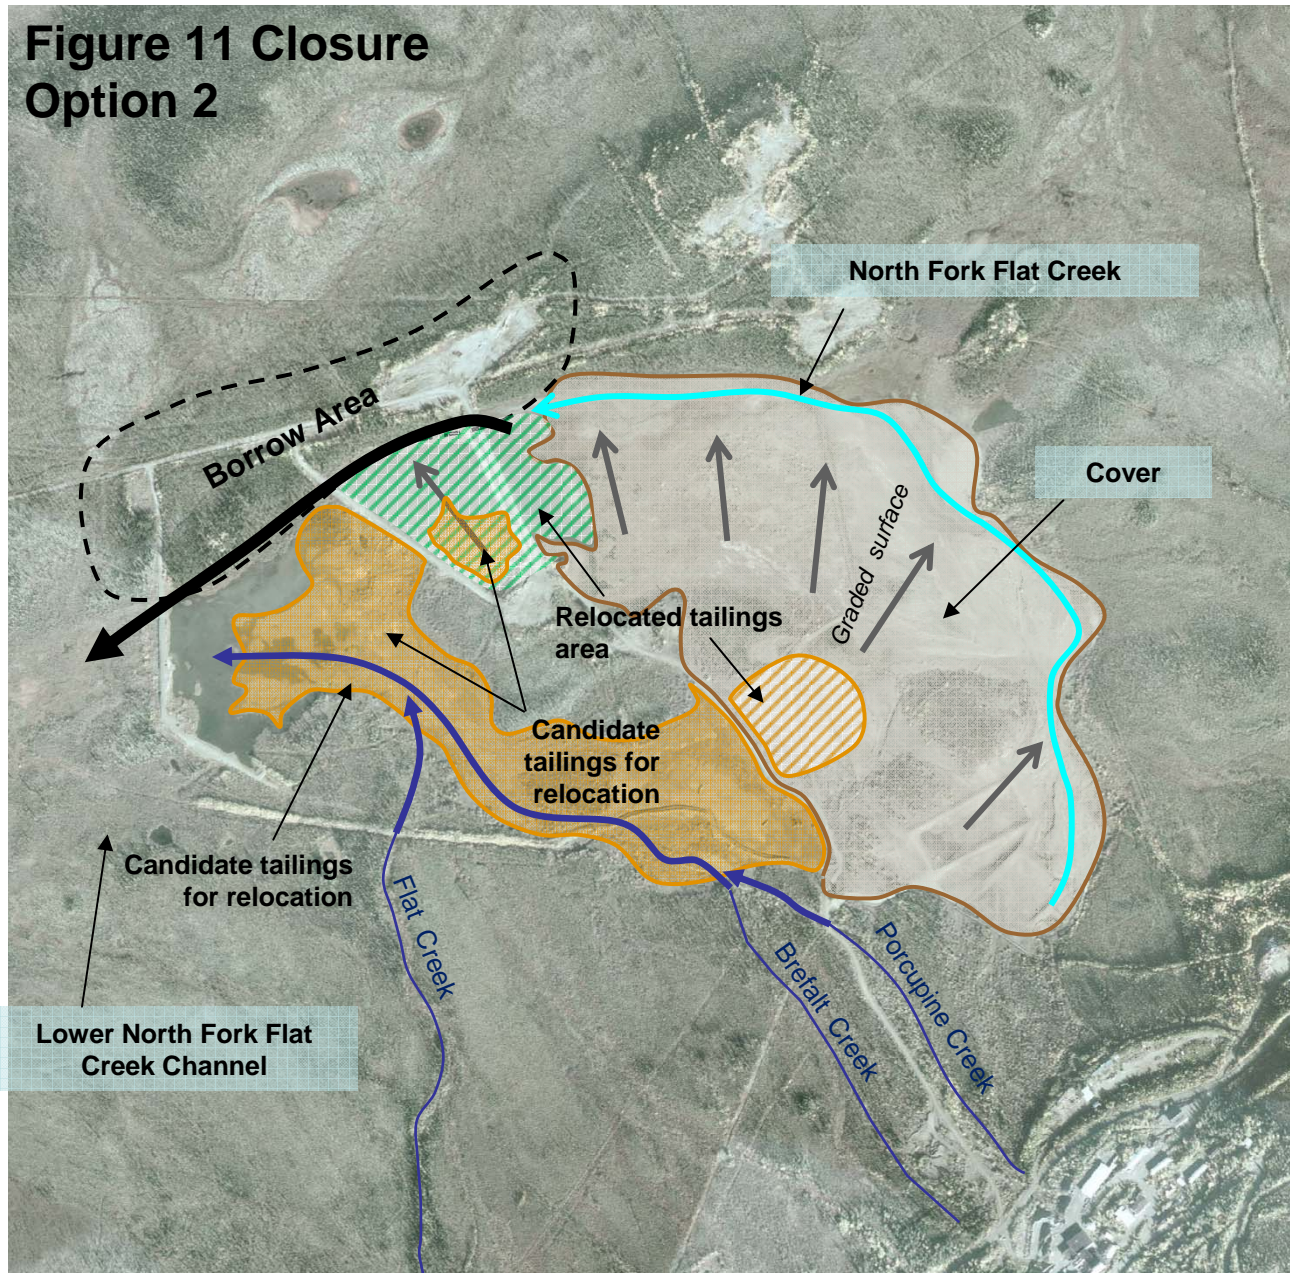 Figure 11 Closure
Option 2
North Fork Flat Creek
Borrow Area
Cover
Graded surface
Relocated tailings
area
Candidate
tailings for
relocation
Candidate tailings
for relocation
Flat Creek
Brefalt Creek
Porcupine Creek
Lower North Fork Flat
Creek Channel